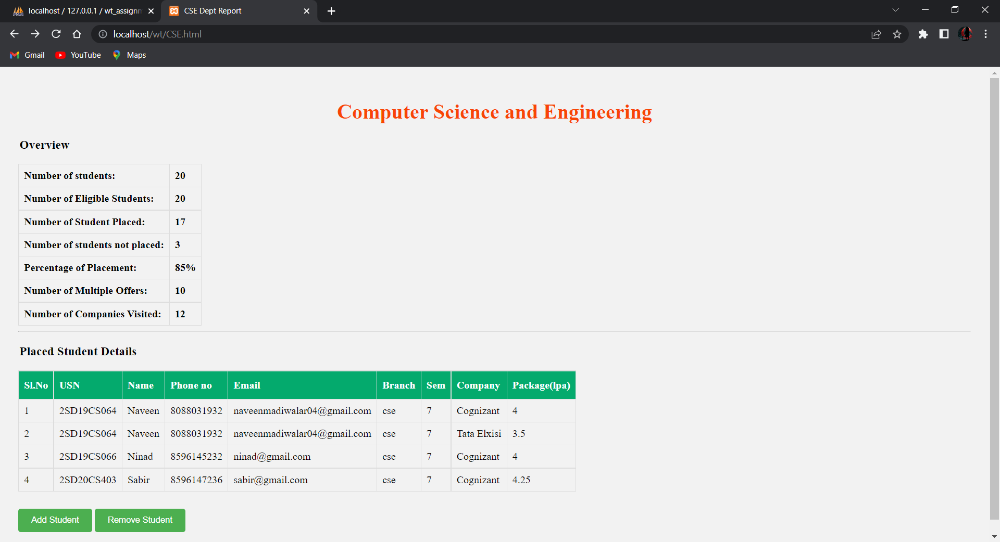 localhost / 127.0.0.1 / wt_assignm
CSE Dept Report
localhost/wt/CSE.html
Gmail YouTube Maps
Computer Science and Engineering
Overview
Number of students: 20
Number of Eligible Students: 20
Number of Student Placed: 17
Number of students not placed: 3
Percentage of Placement: 85%
Number of Multiple Offers: 10
Number of Companies Visited: 12
Placed Student Details
Sl.No USN Name Phone no Email Branch Sem Company Package(lpa)
1 2SD19CS064 Naveen 8088031932 naveenmadiwalar04@gmail.com cse 7 Cognizant 4
2 2SD19CS064 Naveen 8088031932 naveenmadiwalar04@gmail.com cse 7 Tata Elxisi 3.5
3 2SD19CS066 Ninad 8596145232 ninad@gmail.com cse 7 Cognizant 4
4 2SD20CS403 Sabir 8596147236 sabir@gmail.com cse 7 Cognizant 4.25
Add Student Remove Student